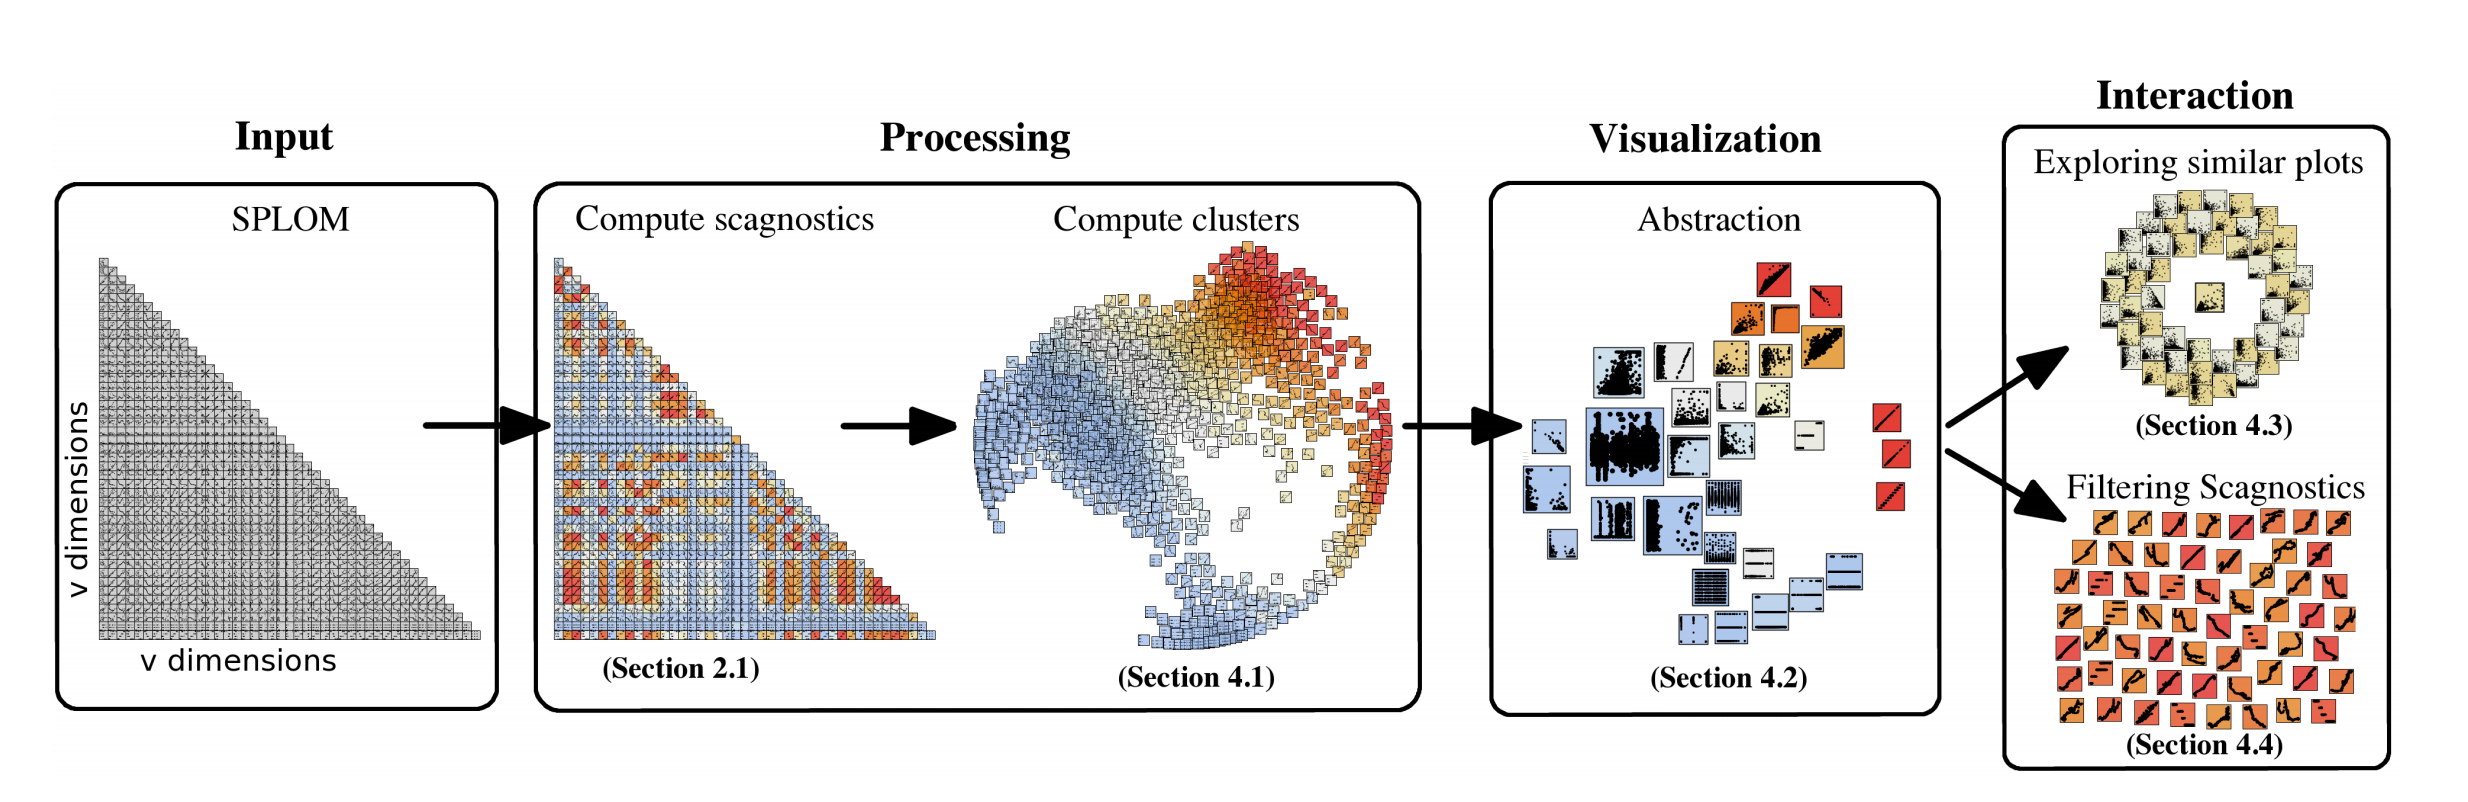 Input
SPLOM
v dimensions
v dimensions
Processing
Compute scagnostics
(Section 2.1)
Compute clusters
(Section 4.1)
Visualization
Abstraction
(Section 4.2)
Interaction
Exploring similar plots
(Section 4.3)
Filtering Scagnostics
(Section 4.4)